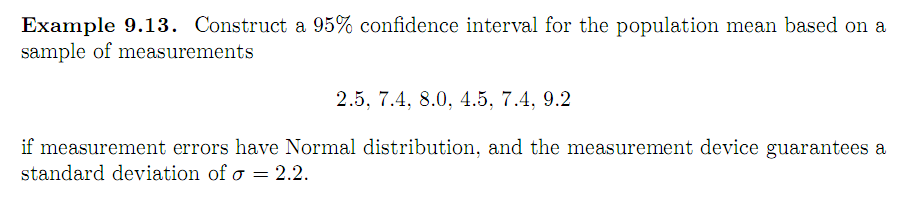 Example 9.13. Construct a 95% confidence interval for the population mean based on a
sample of measurements
2.5, 7.4, 8.0, 4.5, 7.4, 9.2
if measurement errors have Normal distribution, and the measurement device guarantees a
standard deviation of σ = 2.2.